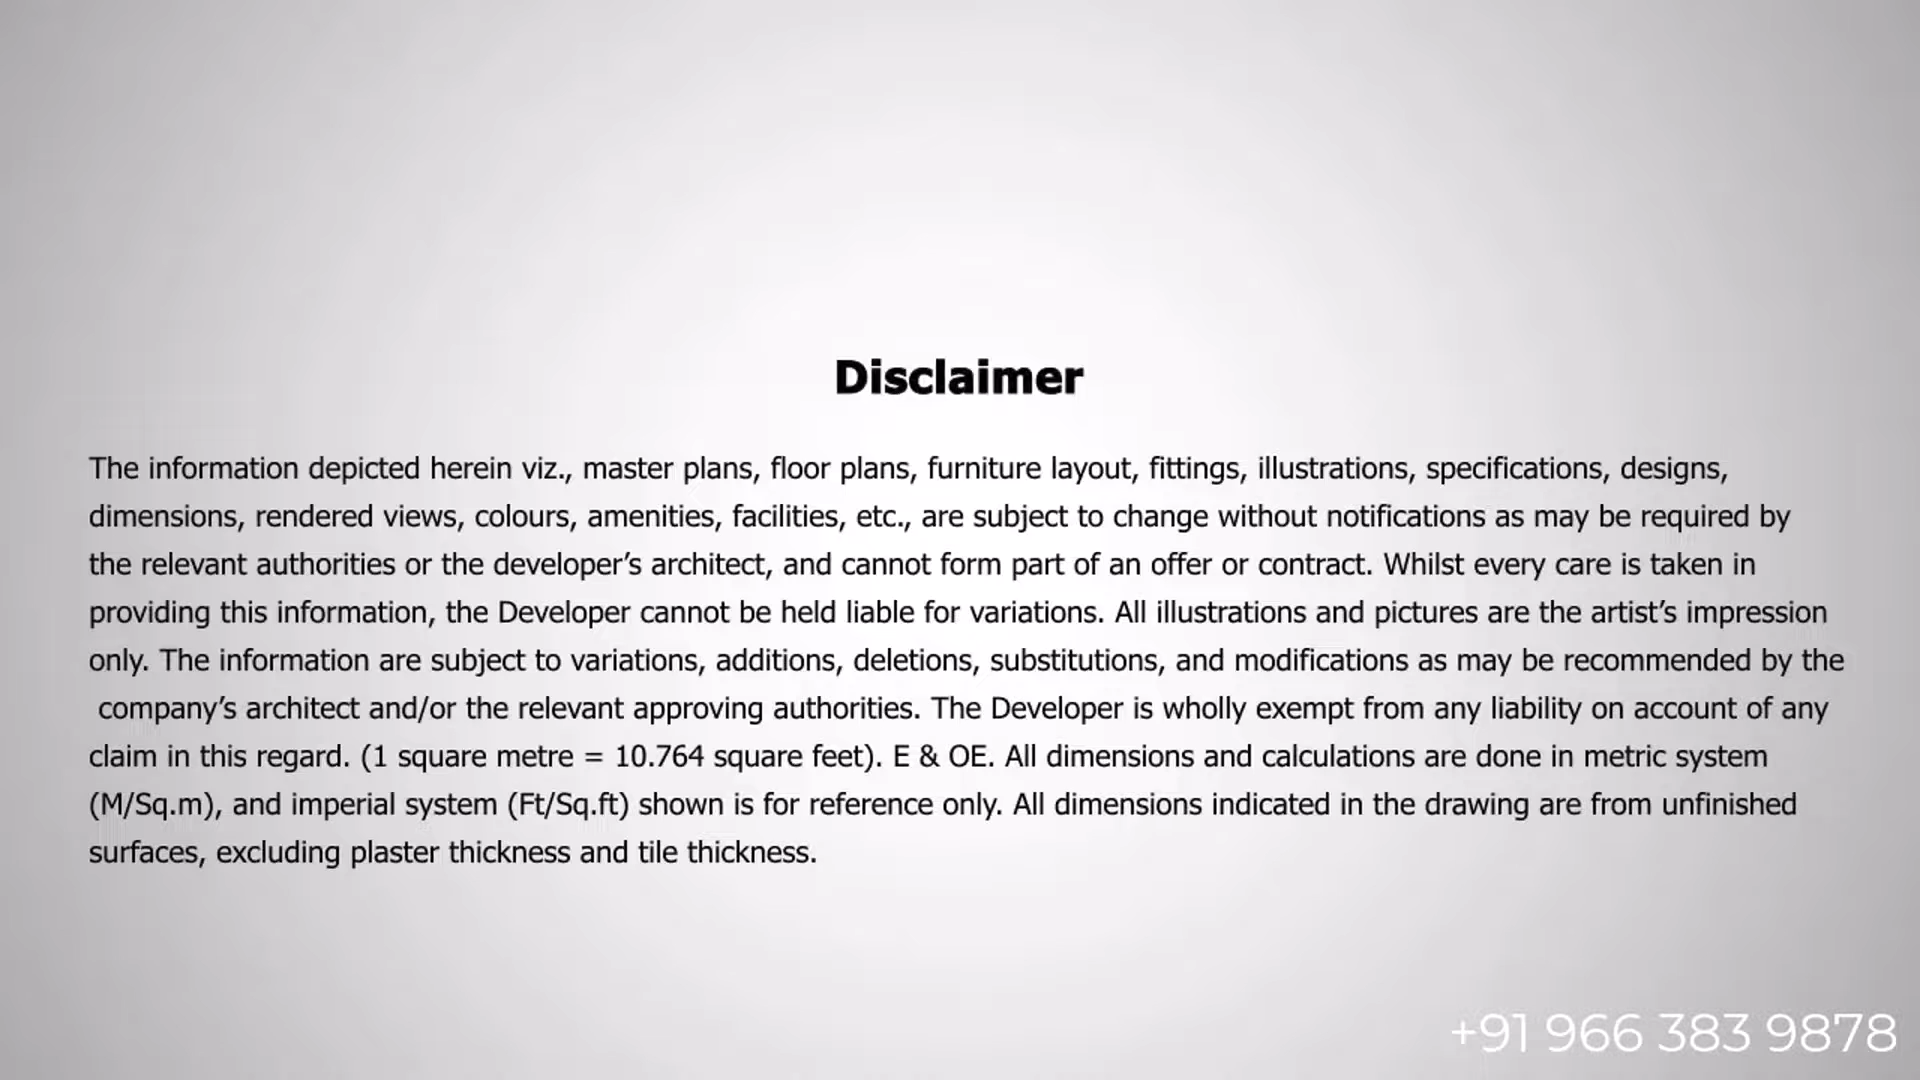 Disclaimer
The information depicted herein viz., master plans, floor plans, furniture layout, fittings, illustrations, specifications, designs,
dimensions, rendered views, colours, amenities, facilities, etc., are subject to change without notifications as may be required by
the relevant authorities or the developer’s architect, and cannot form part of an offer or contract. Whilst every care is taken in
providing this information, the Developer cannot be held liable for variations. All illustrations and pictures are the artist’s impression
only. The information are subject to variations, additions, deletions, substitutions, and modifications as may be recommended by the
company’s architect and/or the relevant approving authorities. The Developer is wholly exempt from any liability on account of any
claim in this regard. (1 square metre = 10.764 square feet). E & OE. All dimensions and calculations are done in metric system
(M/Sq.m), and imperial system (Ft/Sq.ft) shown is for reference only. All dimensions indicated in the drawing are from unfinished
surfaces, excluding plaster thickness and tile thickness.
+91 966 383 9878